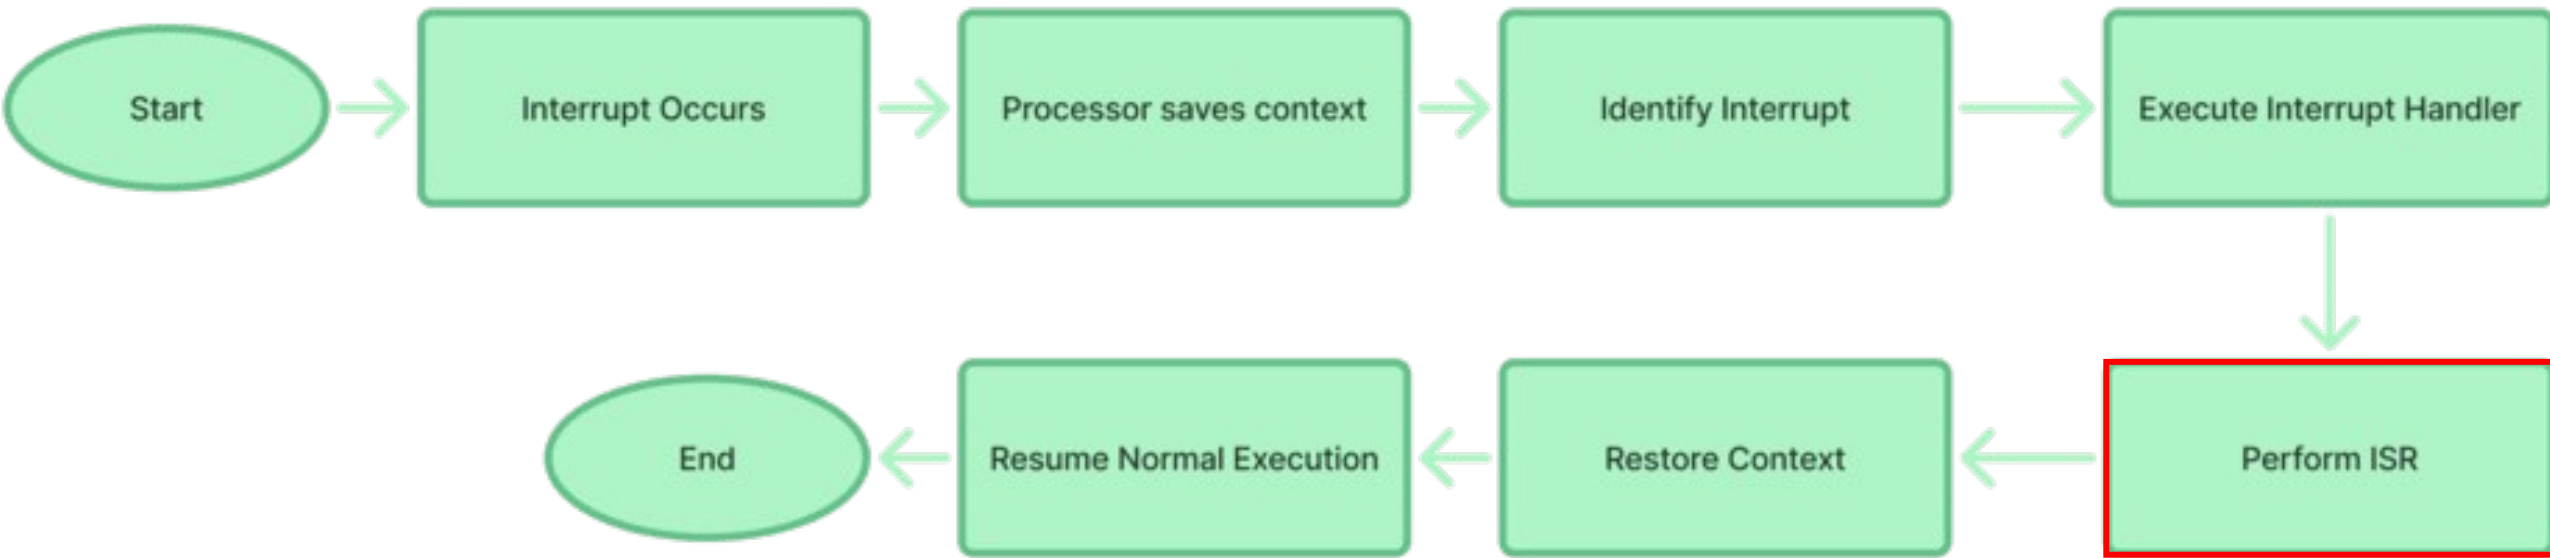 Start
Interrupt Occurs
Processor saves context
Identify Interrupt
Execute Interrupt Handler
Perform ISR
Restore Context
Resume Normal Execution
End